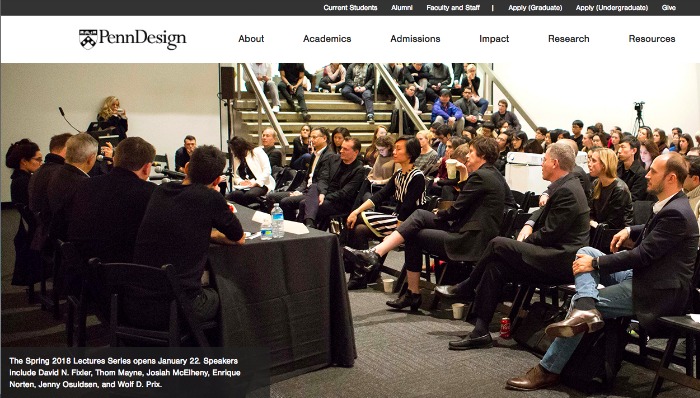 Current Students Alumni Faculty and Staff | Apply (Graduate) Apply (Undergraduate) Give
PennDesign About Academics Admissions Impact Research Resources
The Spring 2018 Lectures Series opens January 22. Speakers
include David N. Fixler, Thom Mayne, Josiah McElheny, Enrique
Norten, Jenny Osuldsen, and Wolf D. Prix.